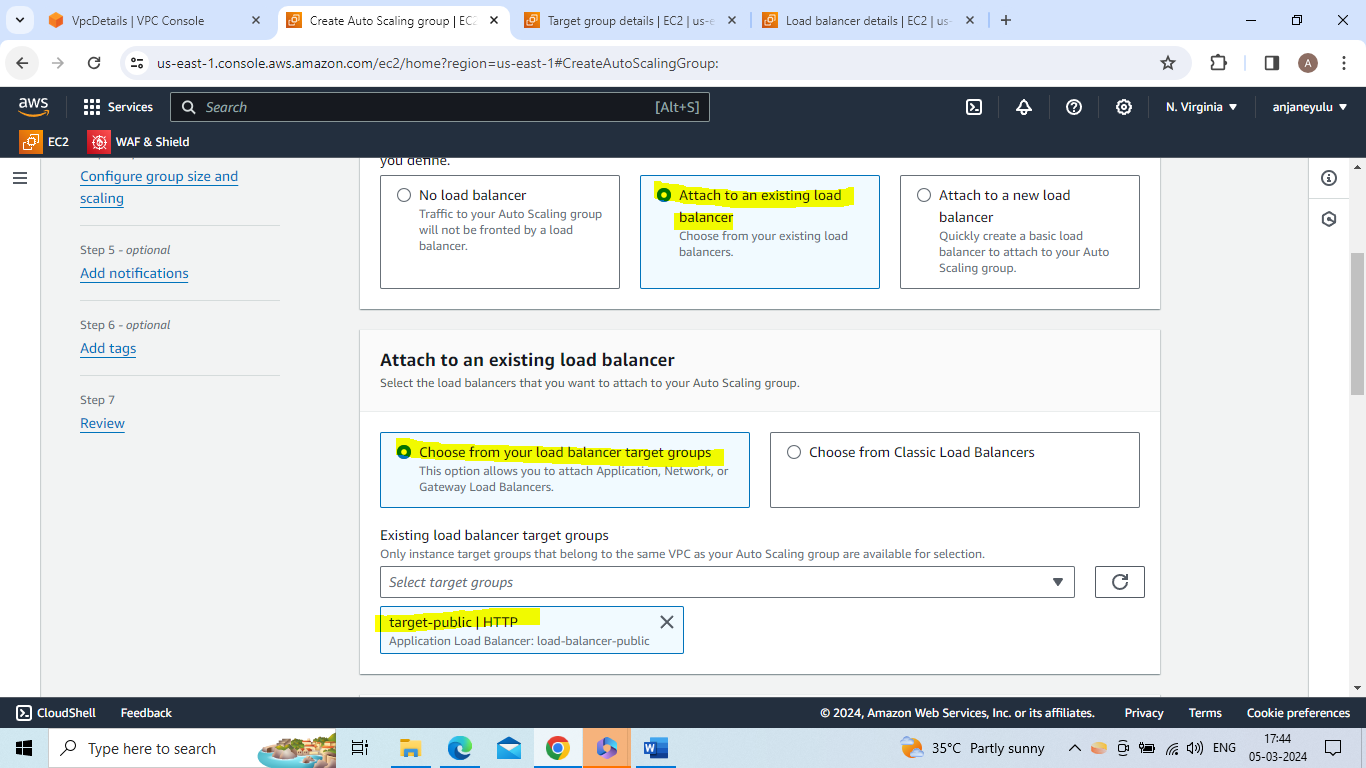 VpcDetails | VPC Console
Create Auto Scaling group | EC2
Target group details | EC2 | us-e
Load balancer details | EC2 | us-
us-east-1.console.aws.amazon.com/ec2/home?region=us-east-1#CreateAutoScalingGroup:
A
aws
Services
Search
[Alt+S]
N. Virginia
anjaneyulu
EC2
WAF & Shield
Configure group size and
scaling
Step 5 - optional
Add notifications
Step 6 - optional
Add tags
Step 7
Review
you define.
No load balancer
Traffic to your Auto Scaling group
will not be fronted by a load
balancer.
Attach to an existing load
balancer
Choose from your existing load
balancers.
Attach to a new load
balancer
Quickly create a basic load
balancer to attach to your Auto
Scaling group.
Attach to an existing load balancer
Select the load balancers that you want to attach to your Auto Scaling group.
Choose from your load balancer target groups
This option allows you to attach Application, Network, or
Gateway Load Balancers.
Choose from Classic Load Balancers
Existing load balancer target groups
Only instance target groups that belong to the same VPC as your Auto Scaling group are available for selection.
Select target groups
target-public | HTTP
Application Load Balancer: load-balancer-public
CloudShell
Feedback
© 2024, Amazon Web Services, Inc. or its affiliates.
Privacy
Terms
Cookie preferences
Type here to search
35°C Partly sunny
ENG
17:44
05-03-2024